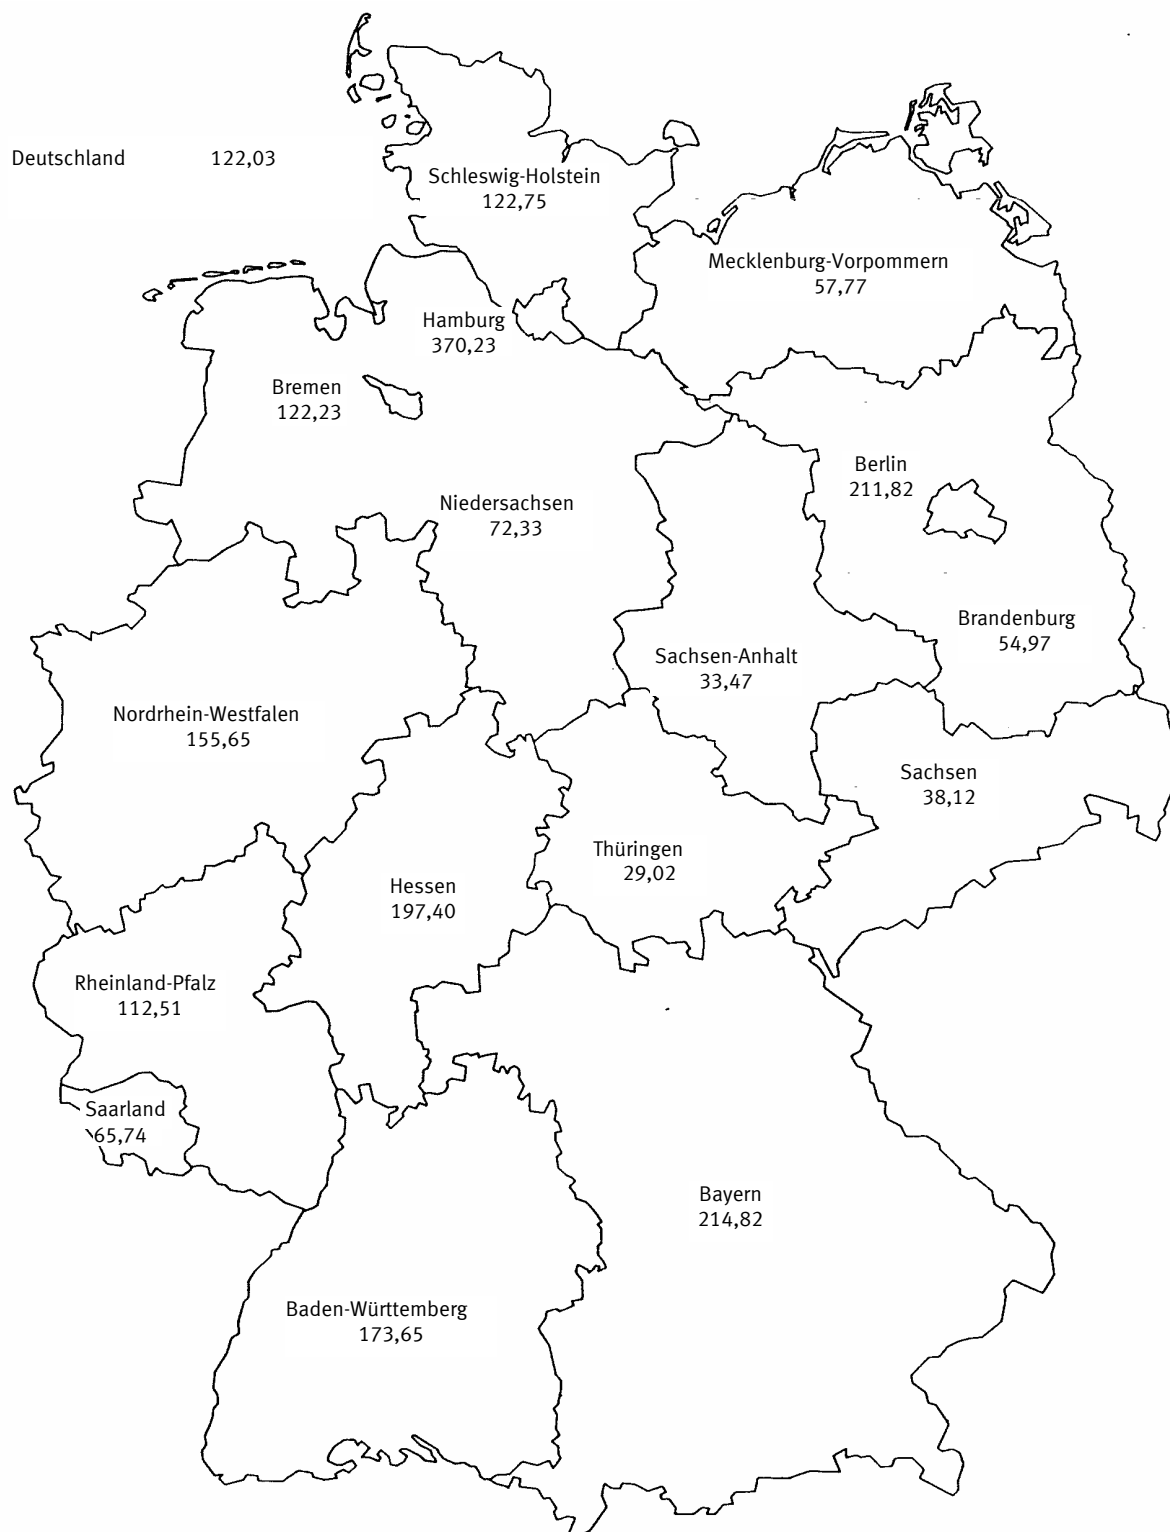 Deutschland 122,03
Schleswig-Holstein
122,75
Mecklenburg-Vorpommern
57,77
Hamburg
370,23
Bremen
122,23
Berlin
211,82
Niedersachsen
72,33
Brandenburg
54,97
Sachsen-Anhalt
33,47
Nordrhein-Westfalen
155,65
Sachsen
38,12
Thüringen
29,02
Hessen
197,40
Rheinland-Pfalz
112,51
Saarland
65,74
Bayern
214,82
Baden-Württemberg
173,65